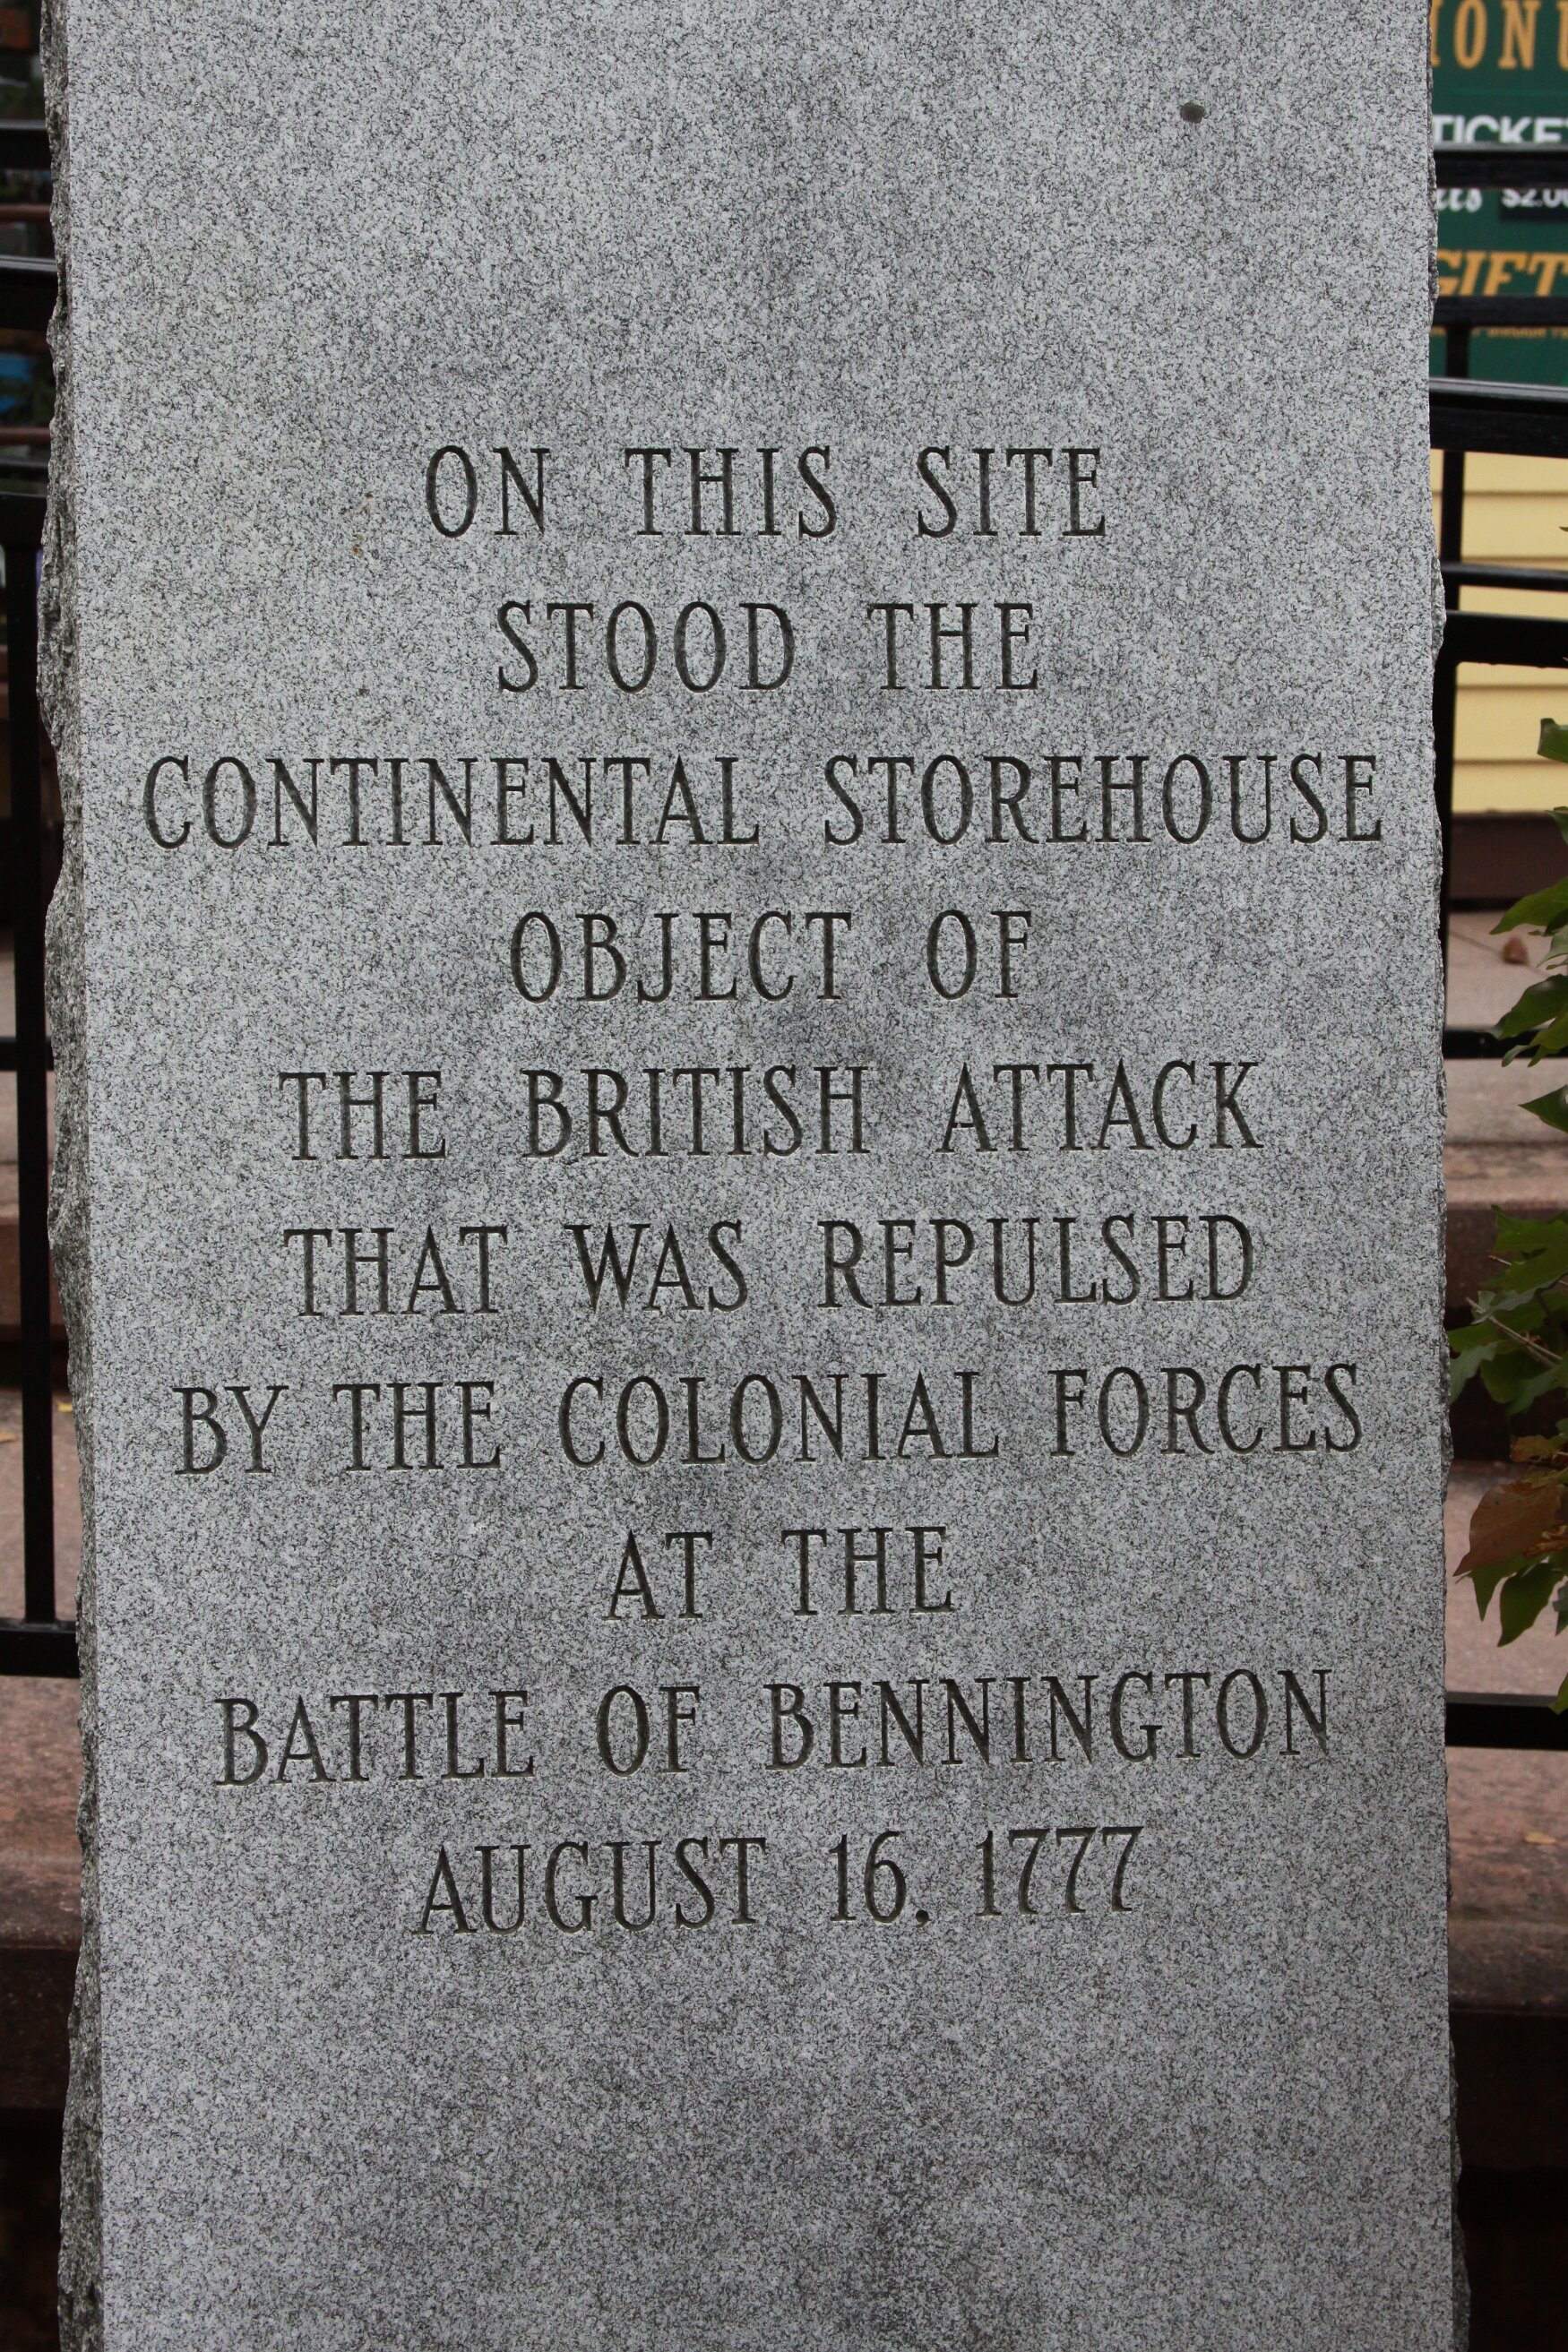 ON THIS SITE
STOOD THE
CONTINENTAL STOREHOUSE
OBJECT OF
THE BRITISH ATTACK
THAT WAS REPULSED
BY THE COLONIAL FORCES
AT THE
BATTLE OF BENNINGTON
AUGUST 16, 1777
GIFT